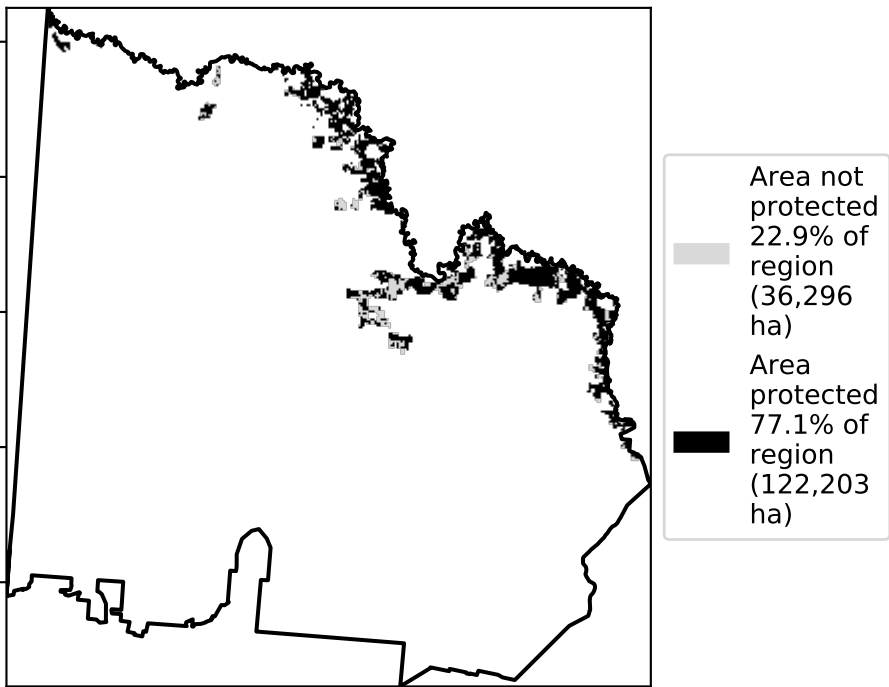 Area not
protected
22.9% of
region
(36,296
ha)
Area
protected
77.1% of
region
(122,203
ha)